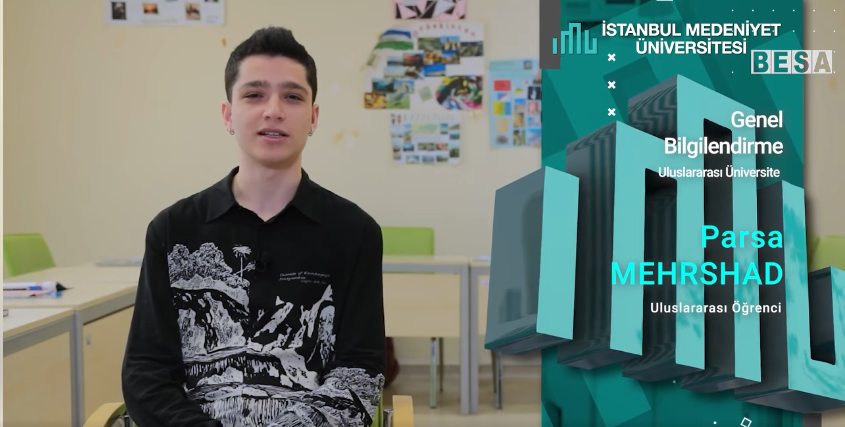 İSTANBUL MEDENİYET
ÜNİVERSİTESİ
BESA
Genel
Bilgilendirme
Uluslararası Üniversite
Parsa
MEHRSHAD
Uluslararası Öğrenci